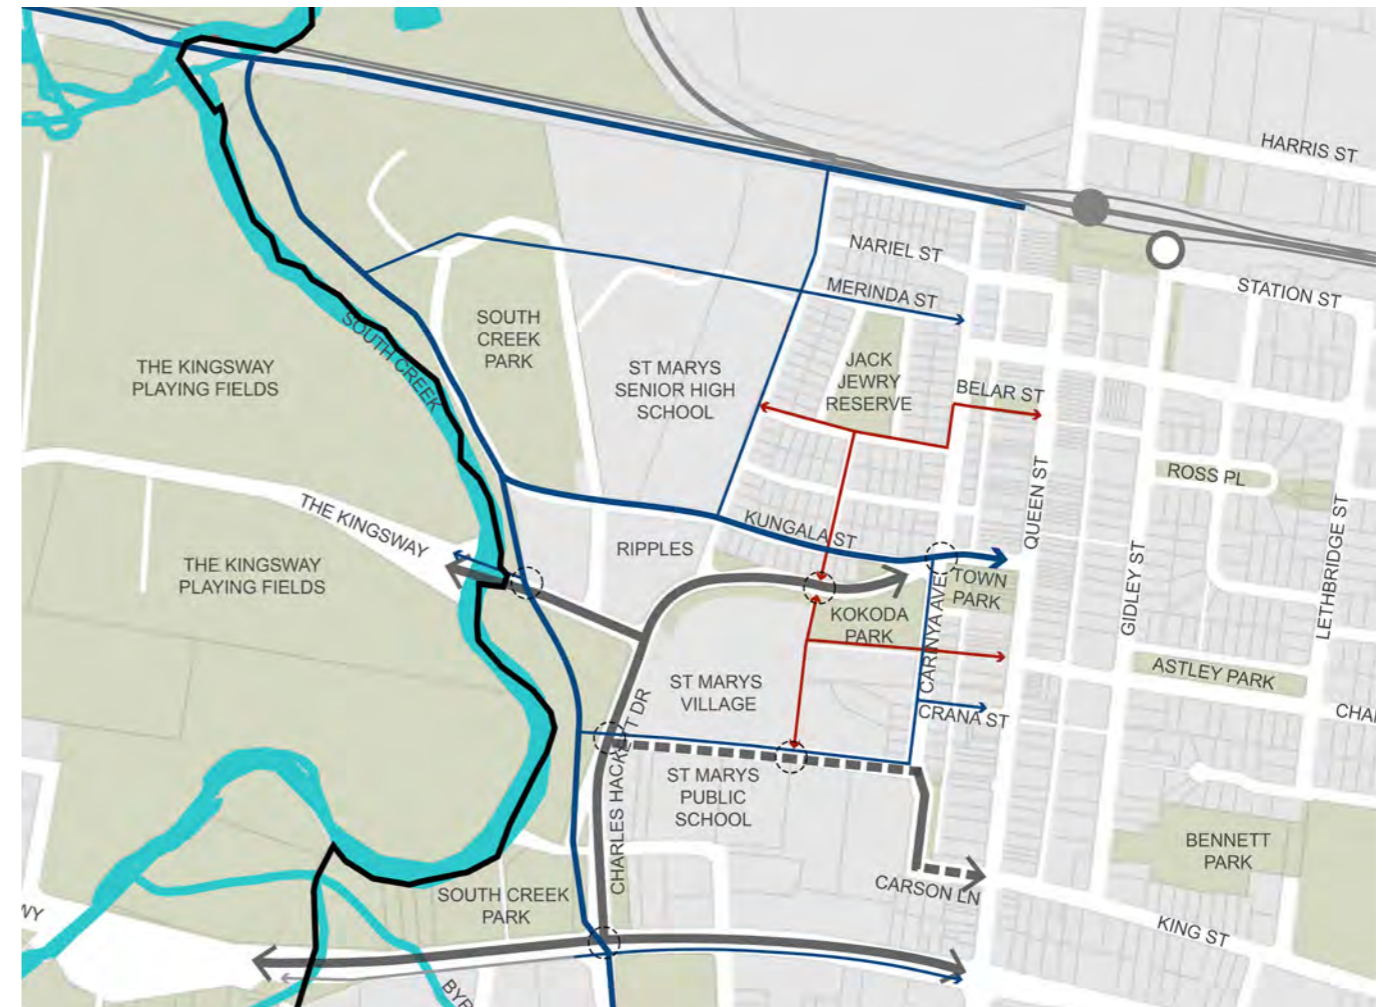 HARRIS ST
NARIEL ST
STATION ST
MERINDA ST
SOUTH
CREEK
PARK
SOUTH CREEK
THE KINGSWAY
PLAYING FIELDS
ST MARYS
SENIOR HIGH
SCHOOL
JACK
JEWRY
RESERVE
BELAR ST
ROSS PL
QUEEN ST
LETHBRIDGE ST
THE KINGSWAY
KUNGALA ST
RIPPLES
THE KINGSWAY
PLAYING FIELDS
TOWN
PARK
GIDLEY ST
KOKODA
PARK
CARINYA AVE
ASTLEY PARK
ST MARYS
VILLAGE
CRANA ST
CHARLES HACKETT DR
ST MARYS
PUBLIC
SCHOOL
BENNETT
PARK
SOUTH CREEK
PARK
CARSON LN
KING ST
WY